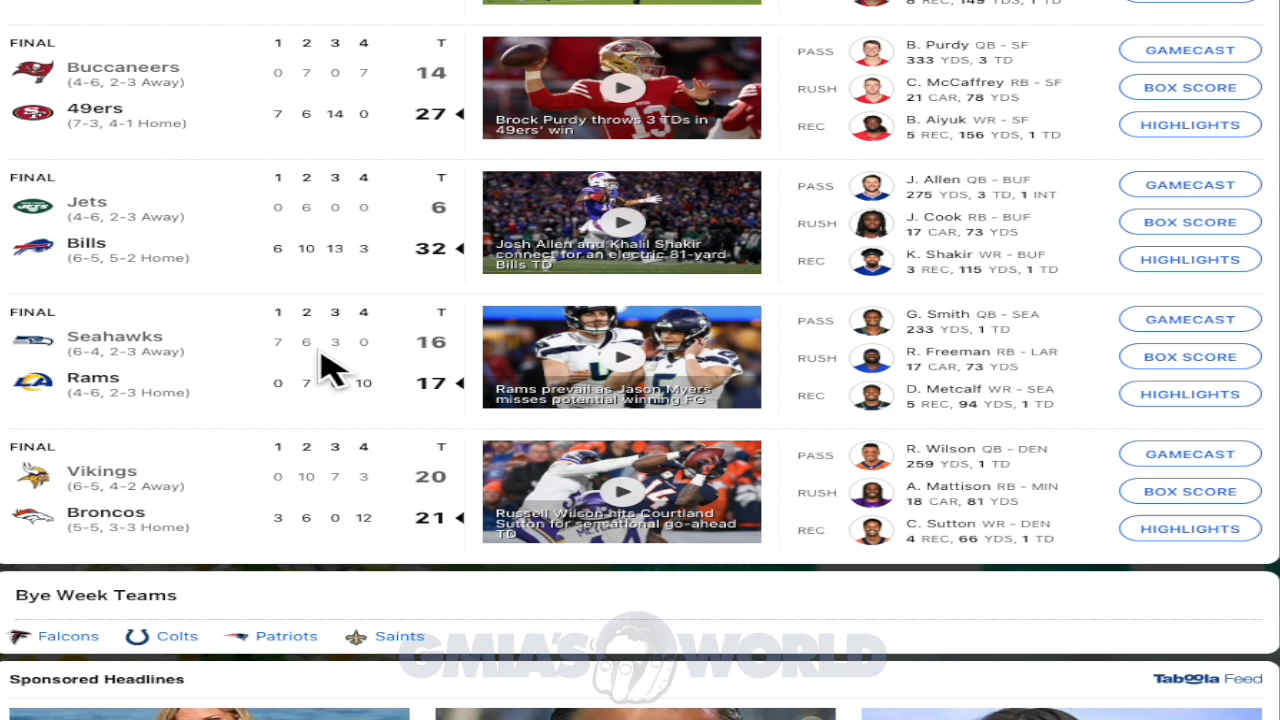 8 REC, 149 YDS, 1 TD
FINAL 1 2 3 4 T
Buccaneers 0 7 0 7 14
(4-6, 2-3 Away)
49ers 7 6 14 0 27
(7-3, 4-1 Home)
Brock Purdy throws 3 TDs in
49ers' win
PASS B. Purdy QB - SF
333 YDS, 3 TD
RUSH C. McCaffrey RB - SF
21 CAR, 78 YDS
REC B. Aiyuk WR - SF
5 REC, 156 YDS, 1 TD
GAMECAST
BOX SCORE
HIGHLIGHTS
FINAL 1 2 3 4 T
Jets 0 6 0 0 6
(4-6, 2-3 Away)
Bills 6 10 13 3 32
(6-5, 5-2 Home)
Josh Allen and Khalil Shakir
connect for an electric 81-yard
Bills TD
PASS J. Allen QB - BUF
275 YDS, 3 TD, 1 INT
RUSH J. Cook RB - BUF
17 CAR, 73 YDS
REC K. Shakir WR - BUF
3 REC, 115 YDS, 1 TD
GAMECAST
BOX SCORE
HIGHLIGHTS
FINAL 1 2 3 4 T
Seahawks 7 6 3 0 16
(6-4, 2-3 Away)
Rams 0 7 10 17
(4-6, 2-3 Home)
Rams prevail as Jason Myers
misses potential winning FG
PASS G. Smith QB - SEA
233 YDS, 1 TD
RUSH R. Freeman RB - LAR
17 CAR, 73 YDS
REC D. Metcalf WR - SEA
5 REC, 94 YDS, 1 TD
GAMECAST
BOX SCORE
HIGHLIGHTS
FINAL 1 2 3 4 T
Vikings 0 10 7 3 20
(6-5, 4-2 Away)
Broncos 3 6 0 12 21
(5-5, 3-3 Home)
Russell Wilson hits Courtland
Sutton for sensational go-ahead
TD
PASS R. Wilson QB - DEN
259 YDS, 1 TD
RUSH A. Mattison RB - MIN
18 CAR, 81 YDS
REC C. Sutton WR - DEN
4 REC, 66 YDS, 1 TD
GAMECAST
BOX SCORE
HIGHLIGHTS
Bye Week Teams
Falcons Colts Patriots Saints
GMIA'S WORLD
Sponsored Headlines
Taboola Feed